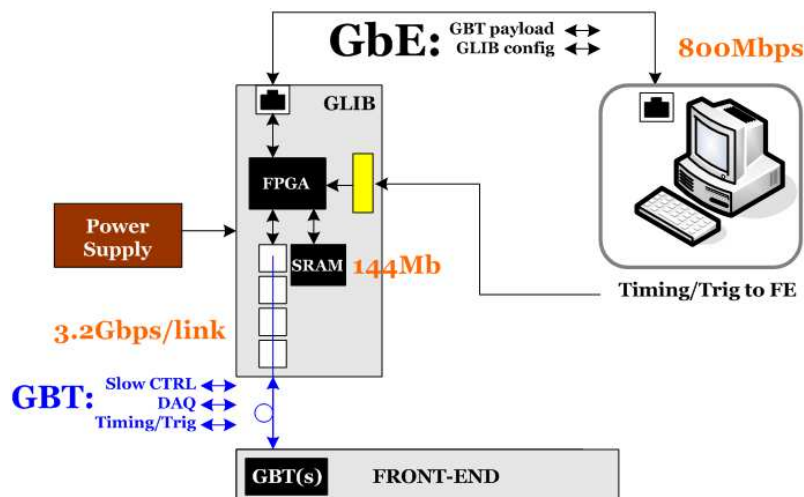 GbE:
GBT payload
GLIB config
800Mbps
GLIB
FPGA
Power
Supply
SRAM
144Mb
Timing/Trig to FE
3.2Gbps/link
GBT:
Slow CTRL
DAQ
Timing/Trig
GBT(s)
FRONT-END